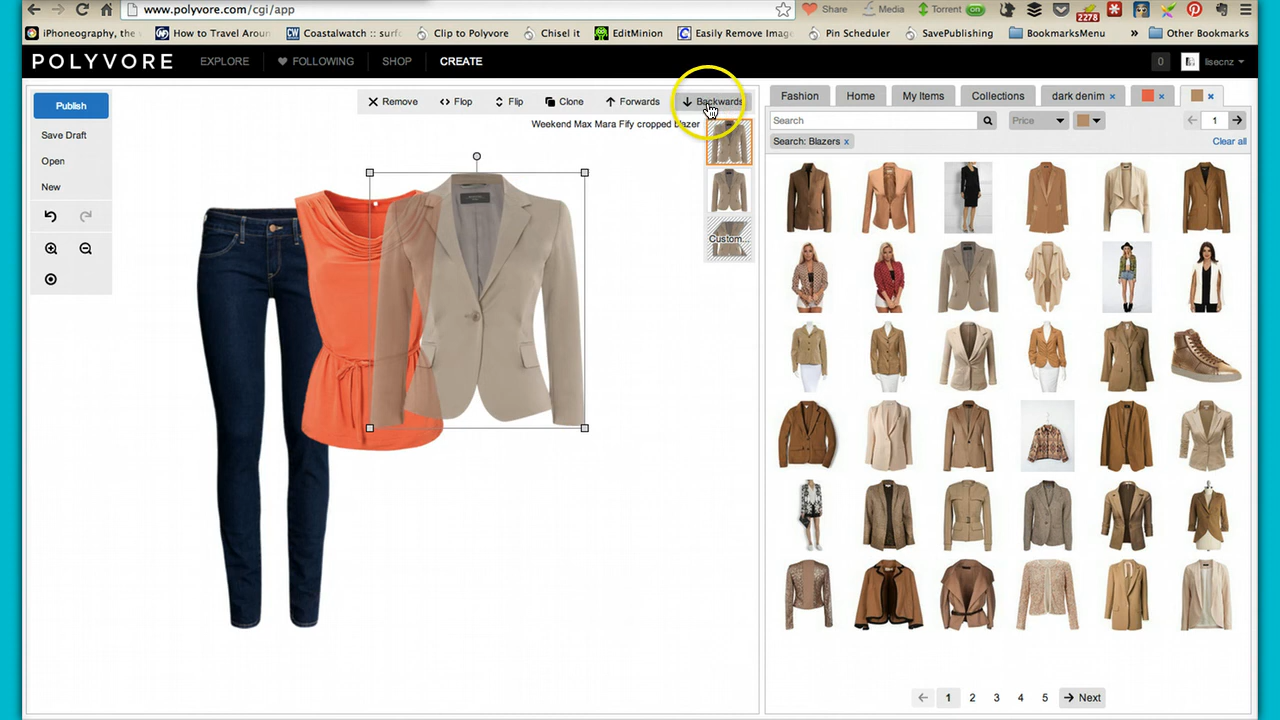 www.polyvore.com/cgi/app
Share
Media
Torrent
2278
iPhoneography, the
How to Travel Aroun
Coastalwatch :: surf
Clip to Polyvore
Chisel it
EditMinion
Easily Remove Image
Pin Scheduler
SavePublishing
BookmarksMenu
»
Other Bookmarks
POLYVORE
EXPLORE
FOLLOWING
SHOP
CREATE
0
lisecnz
Publish
Save Draft
Open
New
Remove
Flop
Flip
Clone
Forwards
Backwards
Weekend Max Mara Fify cropped blazer
Custom...
Fashion
Home
My Items
Collections
dark denim ×
×
×
Search
Price
1
Search: Blazers x
Clear all
1 2 3 4 5 Next